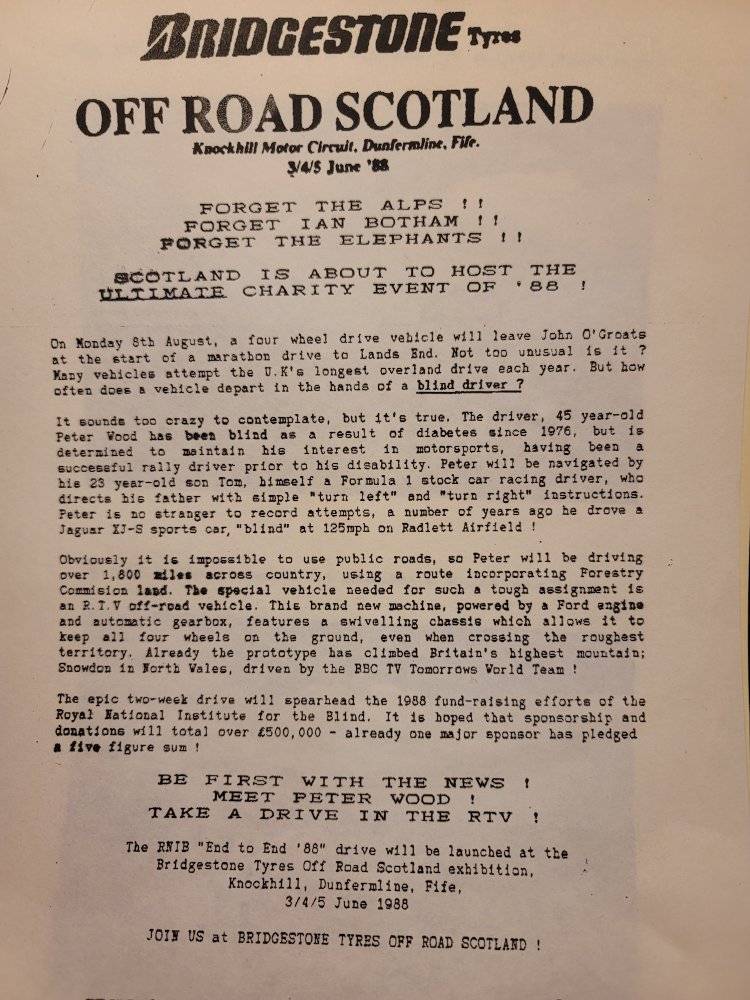 BRIDGESTONE Tyres
OFF ROAD SCOTLAND
Knockhill Motor Circuit, Dunfermline, Fife.
3/4/5 June '88
FORGET THE ALPS !!
FORGET IAN BOTHAM !!
FORGET THE ELEPHANTS !!
SCOTLAND IS ABOUT TO HOST THE
ULTIMATE CHARITY EVENT OF '88 !
On Monday 8th August, a four wheel drive vehicle will leave John O'Groats
at the start of a marathon drive to Lands End. Not too unusual is it ?
Many vehicles attempt the U.K's longest overland drive each year. But how
often does a vehicle depart in the hands of a blind driver ?
It sounds too crazy to contemplate, but it's true. The driver, 45 year-old
Peter Wood has been blind as a result of diabetes since 1976, but is
determined to maintain his interest in motorsports, having been a
successful rally driver prior to his disability. Peter will be navigated by
his 23 year-old son Tom, himself a Formula 1 stock car racing driver, who
directs his father with simple "turn left" and "turn right" instructions.
Peter is no stranger to record attempts, a number of years ago he drove a
Jaguar XJ-S sports car, "blind" at 125mph on Radlett Airfield !
Obviously it is impossible to use public roads, so Peter will be driving
over 1,800 miles across country, using a route incorporating Forestry
Commision land. The special vehicle needed for such a tough assignment is
an R.T.V off-road vehicle. This brand new machine, powered by a Ford engine
and automatic gearbox, features a swivelling chassis which allows it to
keep all four wheels on the ground, even when crossing the roughest
territory. Already the prototype has climbed Britain's highest mountain;
Snowdon in North Wales, driven by the BBC TV Tomorrows World Team !
The epic two-week drive will spearhead the 1988 fund-raising efforts of the
Royal National Institute for the Blind. It is hoped that sponsorship and
donations will total over £500,000 - already one major sponsor has pledged
a five figure sum !
BE FIRST WITH THE NEWS !
MEET PETER WOOD !
TAKE A DRIVE IN THE RTV !
The RNIB "End to End '88" drive will be launched at the
Bridgestone Tyres Off Road Scotland exhibition,
Knockhill, Dunfermline, Fife,
3/4/5 June 1988
JOIN US at BRIDGESTONE TYRES OFF ROAD SCOTLAND !